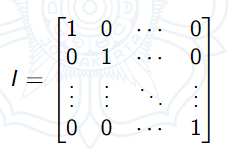 1 0 ⋯ 0
0 1 ⋯ 0
I = ⋮ ⋮ ⋱ ⋮
0 0 ⋯ 1